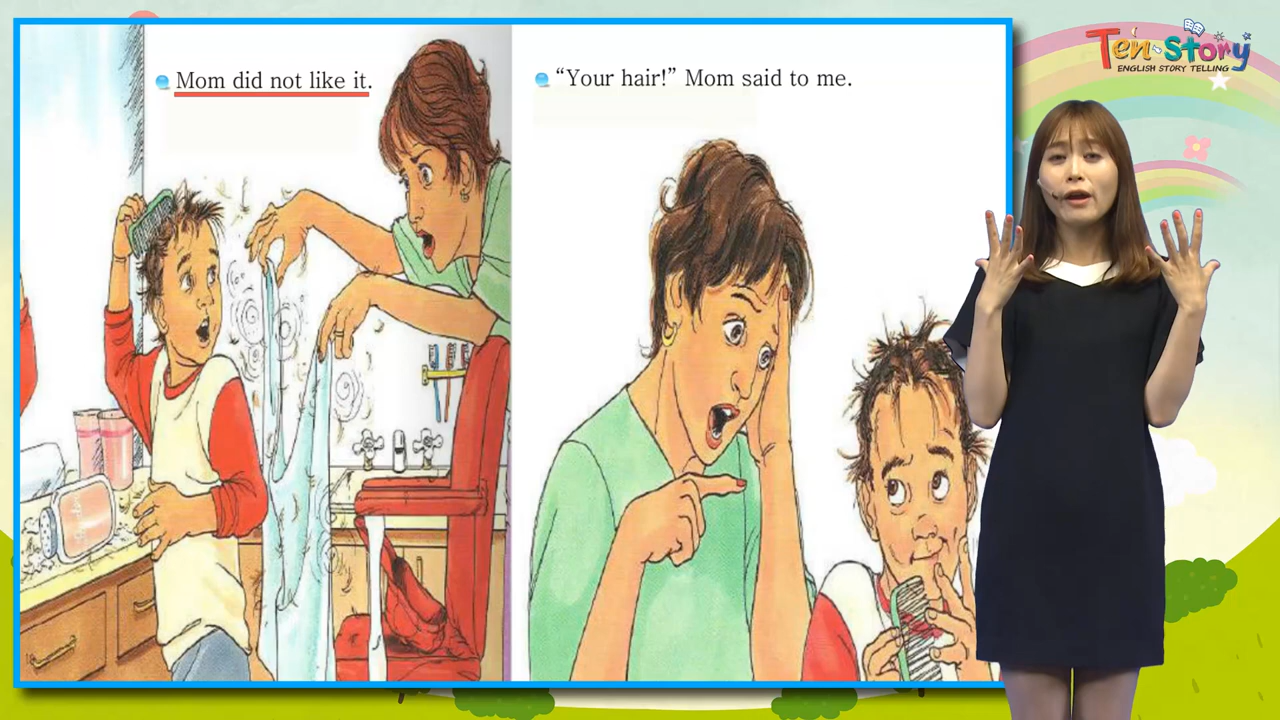 Mom did not like it.
“Your hair!” Mom said to me.
Ten-Story
ENGLISH STORY TELLING